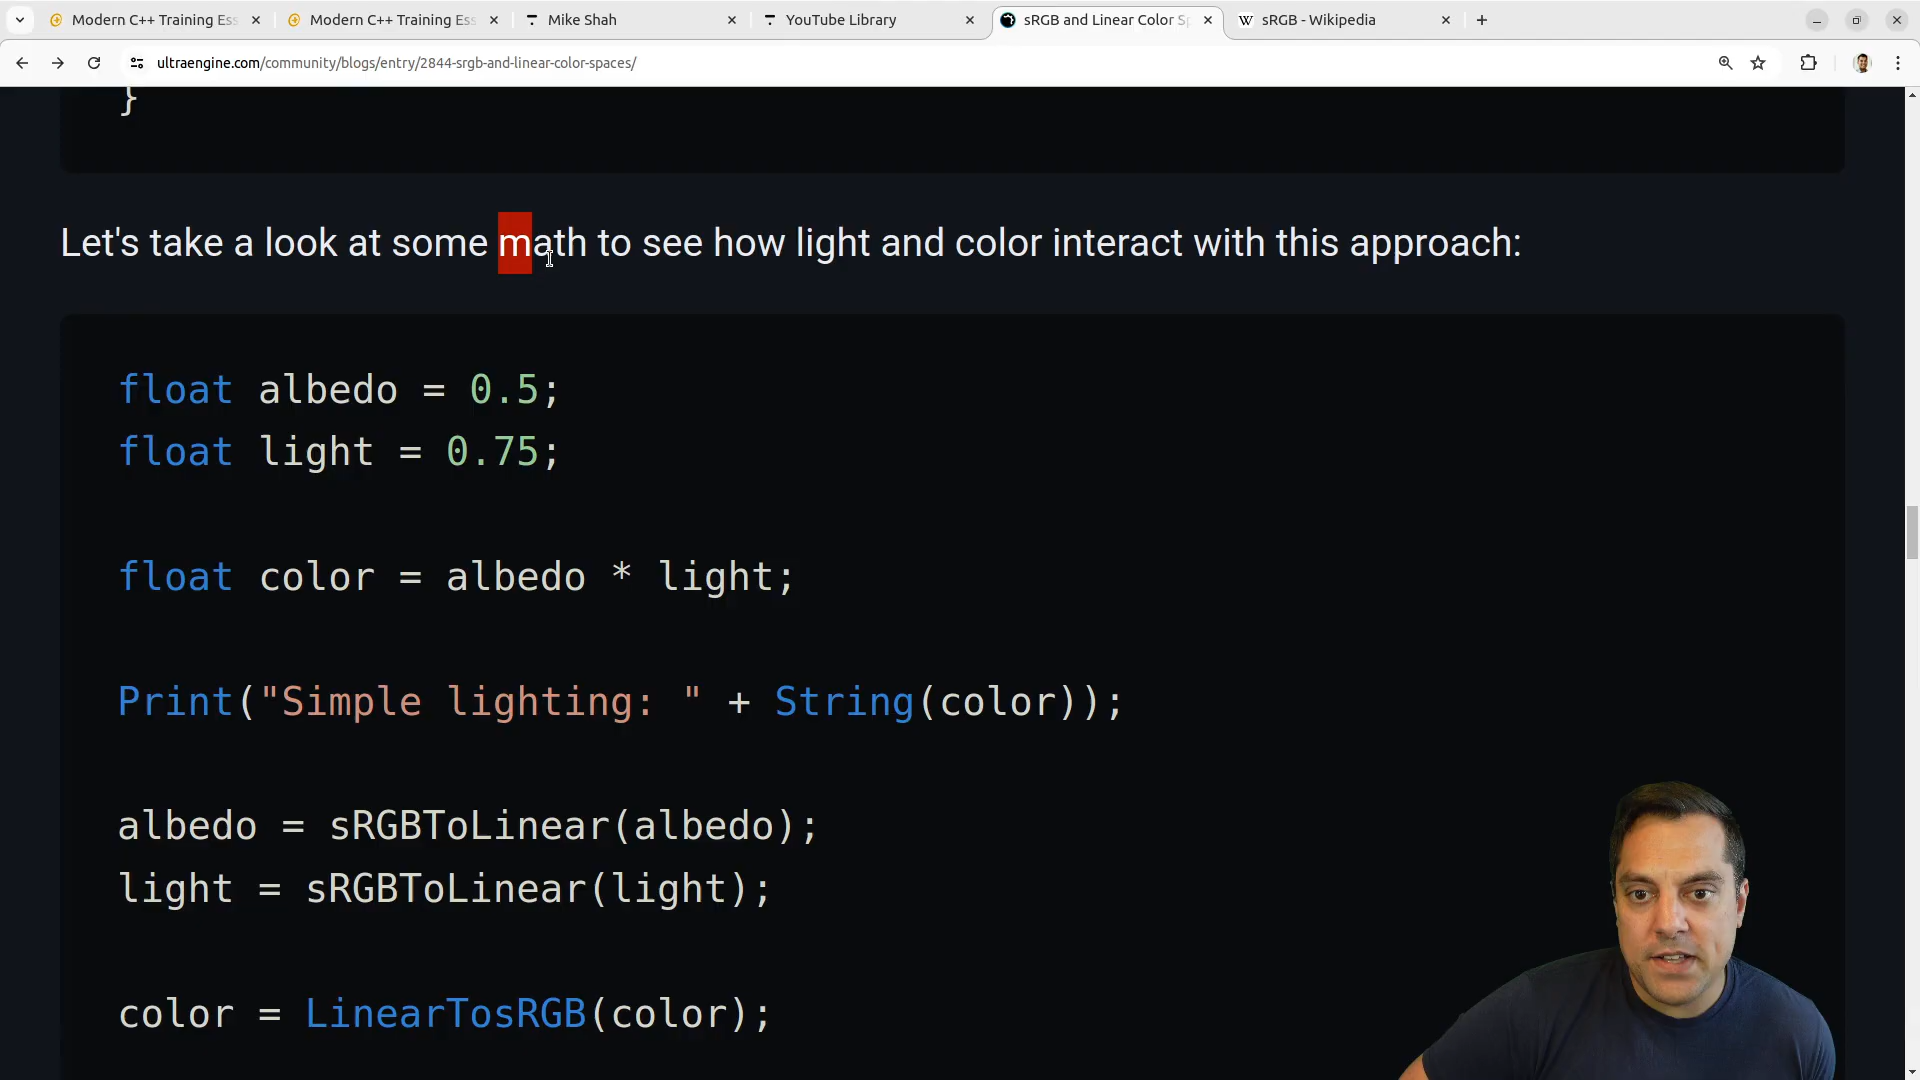 Modern C++ Training Ess
Modern C++ Training Ess
Mike Shah
YouTube Library
sRGB and Linear Color Sp
sRGB - Wikipedia
ultraengine.com/community/blogs/entry/2844-srgb-and-linear-color-spaces/
}
Let's take a look at some math to see how light and color interact with this approach:
float albedo = 0.5;
float light = 0.75;
float color = albedo * light;
Print("Simple lighting: " + String(color));
albedo = sRGBToLinear(albedo);
light = sRGBToLinear(light);
color = LinearTosRGB(color);